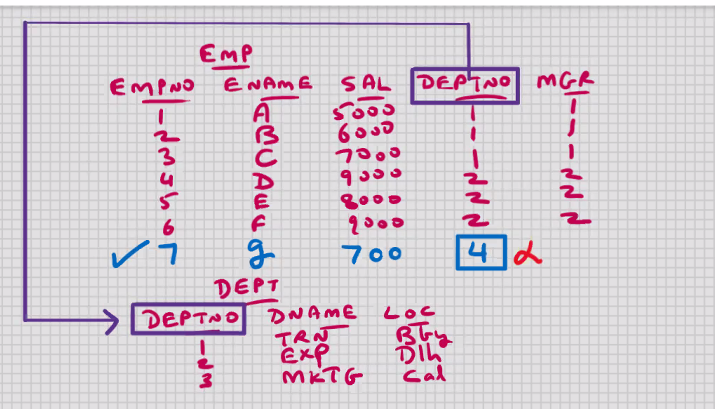 EMP
EMPNO ENAME SAL DEPTNO MGR
1 A 5000 1 1
2 B 6000 1 1
3 C 7000 1 1
4 D 9000 2 2
5 E 8000 2 2
6 F 9000 2 2
7 g 700 4
DEPT
DEPTNO DNAME LOC
1 TRN Bby
2 EXP Dlh
3 MKTG Cal